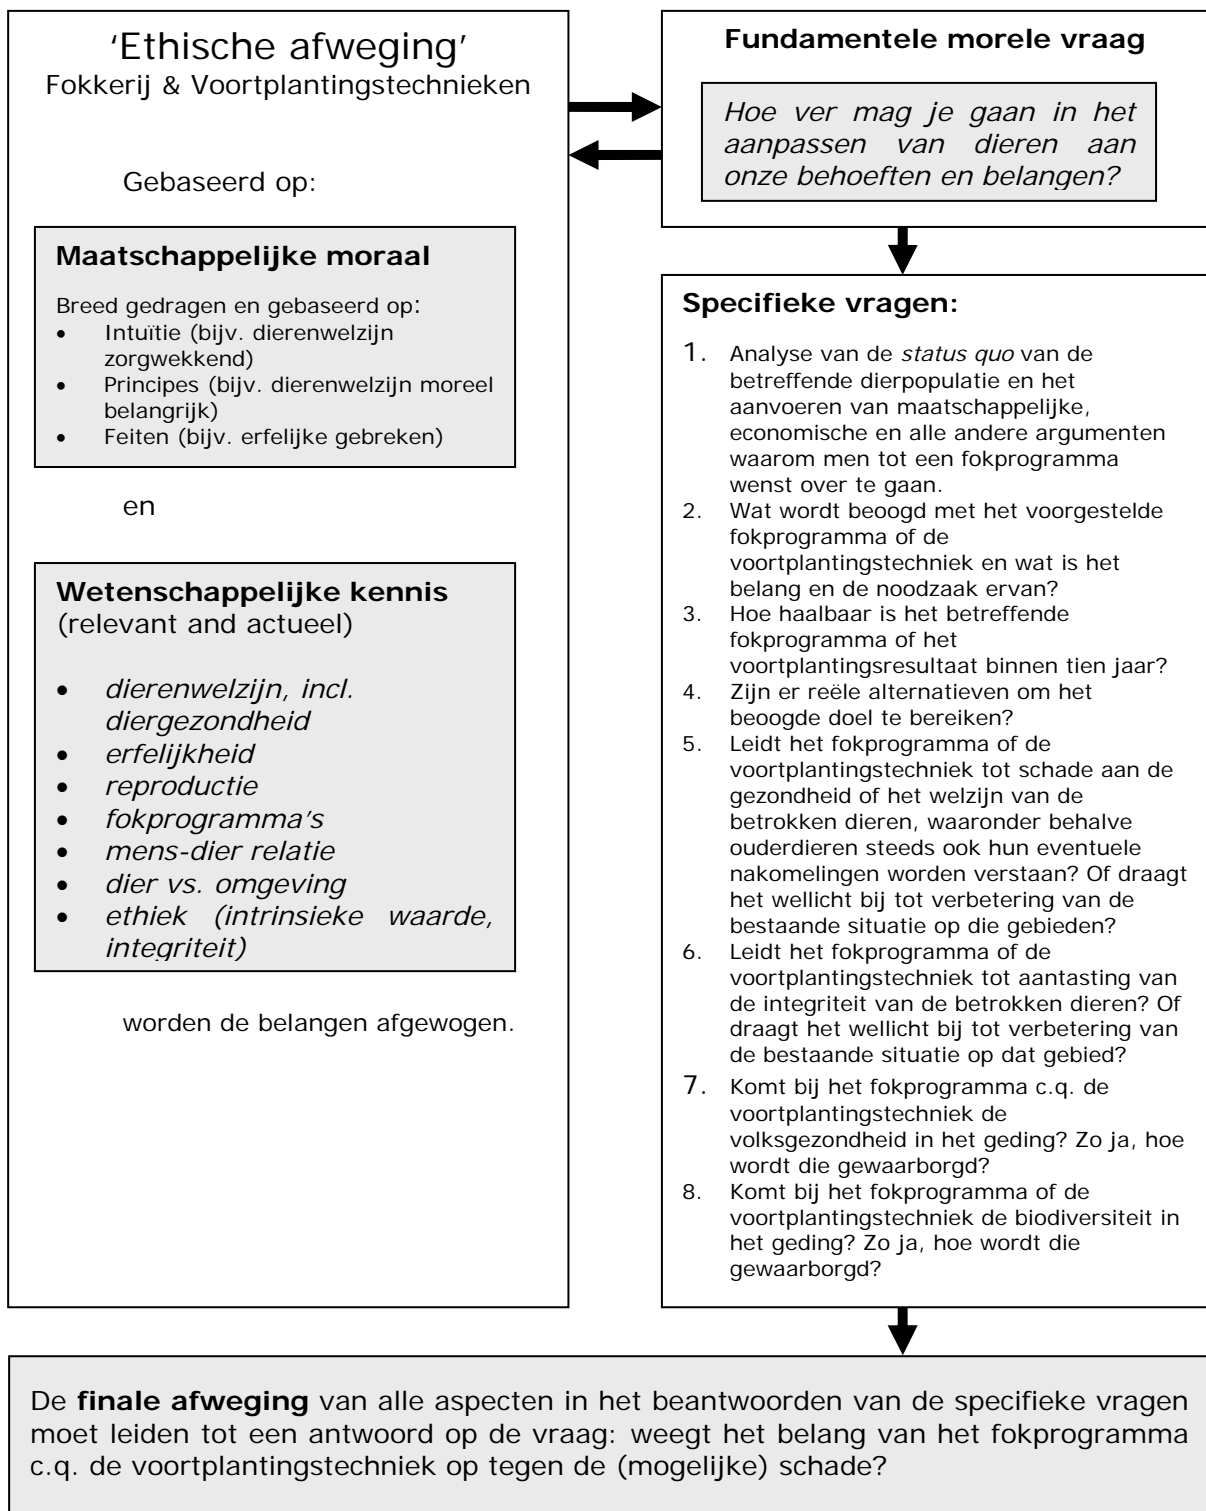 ‘Ethische afweging’
Fokkerij & Voortplantingstechnieken
Gebaseerd op:
Maatschappelijke moraal
Breed gedragen en gebaseerd op:
• Intuïtie (bijv. dierenwelzijn
zorgwekkend)
• Principes (bijv. dierenwelzijn moreel
belangrijk)
• Feiten (bijv. erfelijke gebreken)
en
Wetenschappelijke kennis
(relevant and actueel)
• dierenwelzijn, incl.
diergezondheid
• erfelijkheid
• reproductie
• fokprogramma’s
• mens-dier relatie
• dier vs. omgeving
• ethiek (intrinsieke waarde,
integriteit)
worden de belangen afgewogen.
Fundamentele morele vraag
Hoe ver mag je gaan in het
aanpassen van dieren aan
onze behoeften en belangen?
Specifieke vragen:
1. Analyse van de status quo van de
betreffende dierpopulatie en het
aanvoeren van maatschappelijke,
economische en alle andere argumenten
waarom men tot een fokprogramma
wenst over te gaan.
2. Wat wordt beoogd met het voorgestelde
fokprogramma of de
voortplantingstechniek en wat is het
belang en de noodzaak ervan?
3. Hoe haalbaar is het betreffende
fokprogramma of het
voortplantingsresultaat binnen tien jaar?
4. Zijn er reële alternatieven om het
beoogde doel te bereiken?
5. Leidt het fokprogramma of de
voortplantingstechniek tot schade aan de
gezondheid of het welzijn van de
betrokken dieren, waaronder behalve
ouderdieren steeds ook hun eventuele
nakomelingen worden verstaan? Of draagt
het wellicht bij tot verbetering van de
bestaande situatie op die gebieden?
6. Leidt het fokprogramma of de
voortplantingstechniek tot aantasting van
de integriteit van de betrokken dieren? Of
draagt het wellicht bij tot verbetering van
de bestaande situatie op dat gebied?
7. Komt bij het fokprogramma c.q. de
voortplantingstechniek de
volksgezondheid in het geding? Zo ja, hoe
wordt die gewaarborgd?
8. Komt bij het fokprogramma of de
voortplantingstechniek de biodiversiteit in
het geding? Zo ja, hoe wordt die
gewaarborgd?
De finale afweging van alle aspecten in het beantwoorden van de specifieke vragen
moet leiden tot een antwoord op de vraag: weegt het belang van het fokprogramma
c.q. de voortplantingstechniek op tegen de (mogelijke) schade?